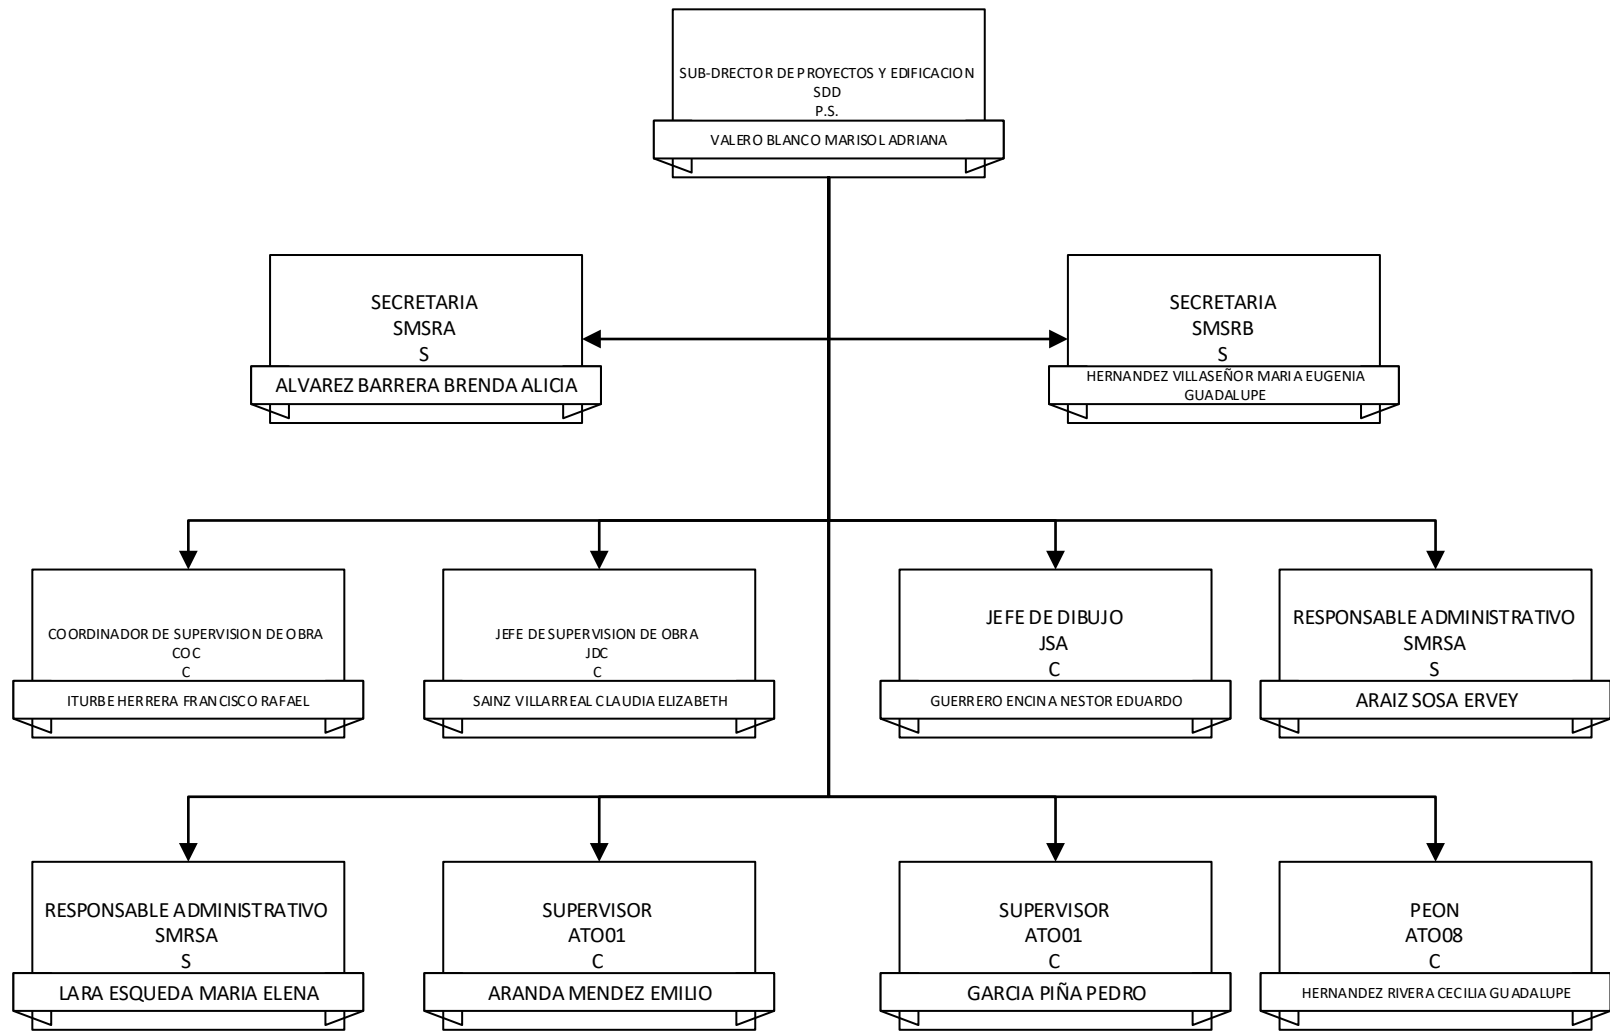 SUB-DRECTOR DE PROYECTOS Y EDIFICACION
SDD
P.S.
VALERO BLANCO MARISOL ADRIANA
SECRETARIA
SMSRA
S
ALVAREZ BARRERA BRENDA ALICIA
SECRETARIA
SMSRB
S
HERNANDEZ VILLASEÑOR MARIA EUGENIA
GUADALUPE
COORDINADOR DE SUPERVISION DE OBRA
COC
C
ITURBE HERRERA FRANCISCO RAFAEL
JEFE DE SUPERVISION DE OBRA
JDC
C
SAINZ VILLARREAL CLAUDIA ELIZABETH
JEFE DE DIBUJO
JSA
C
GUERRERO ENCINA NESTOR EDUARDO
RESPONSABLE ADMINISTRATIVO
SMRSA
S
ARAIZ SOSA ERVEY
RESPONSABLE ADMINISTRATIVO
SMRSA
S
LARA ESQUEDA MARIA ELENA
SUPERVISOR
ATO01
C
ARANDA MENDEZ EMILIO
SUPERVISOR
ATO01
C
GARCIA PIÑA PEDRO
PEON
ATO08
C
HERNANDEZ RIVERA CECILIA GUADALUPE